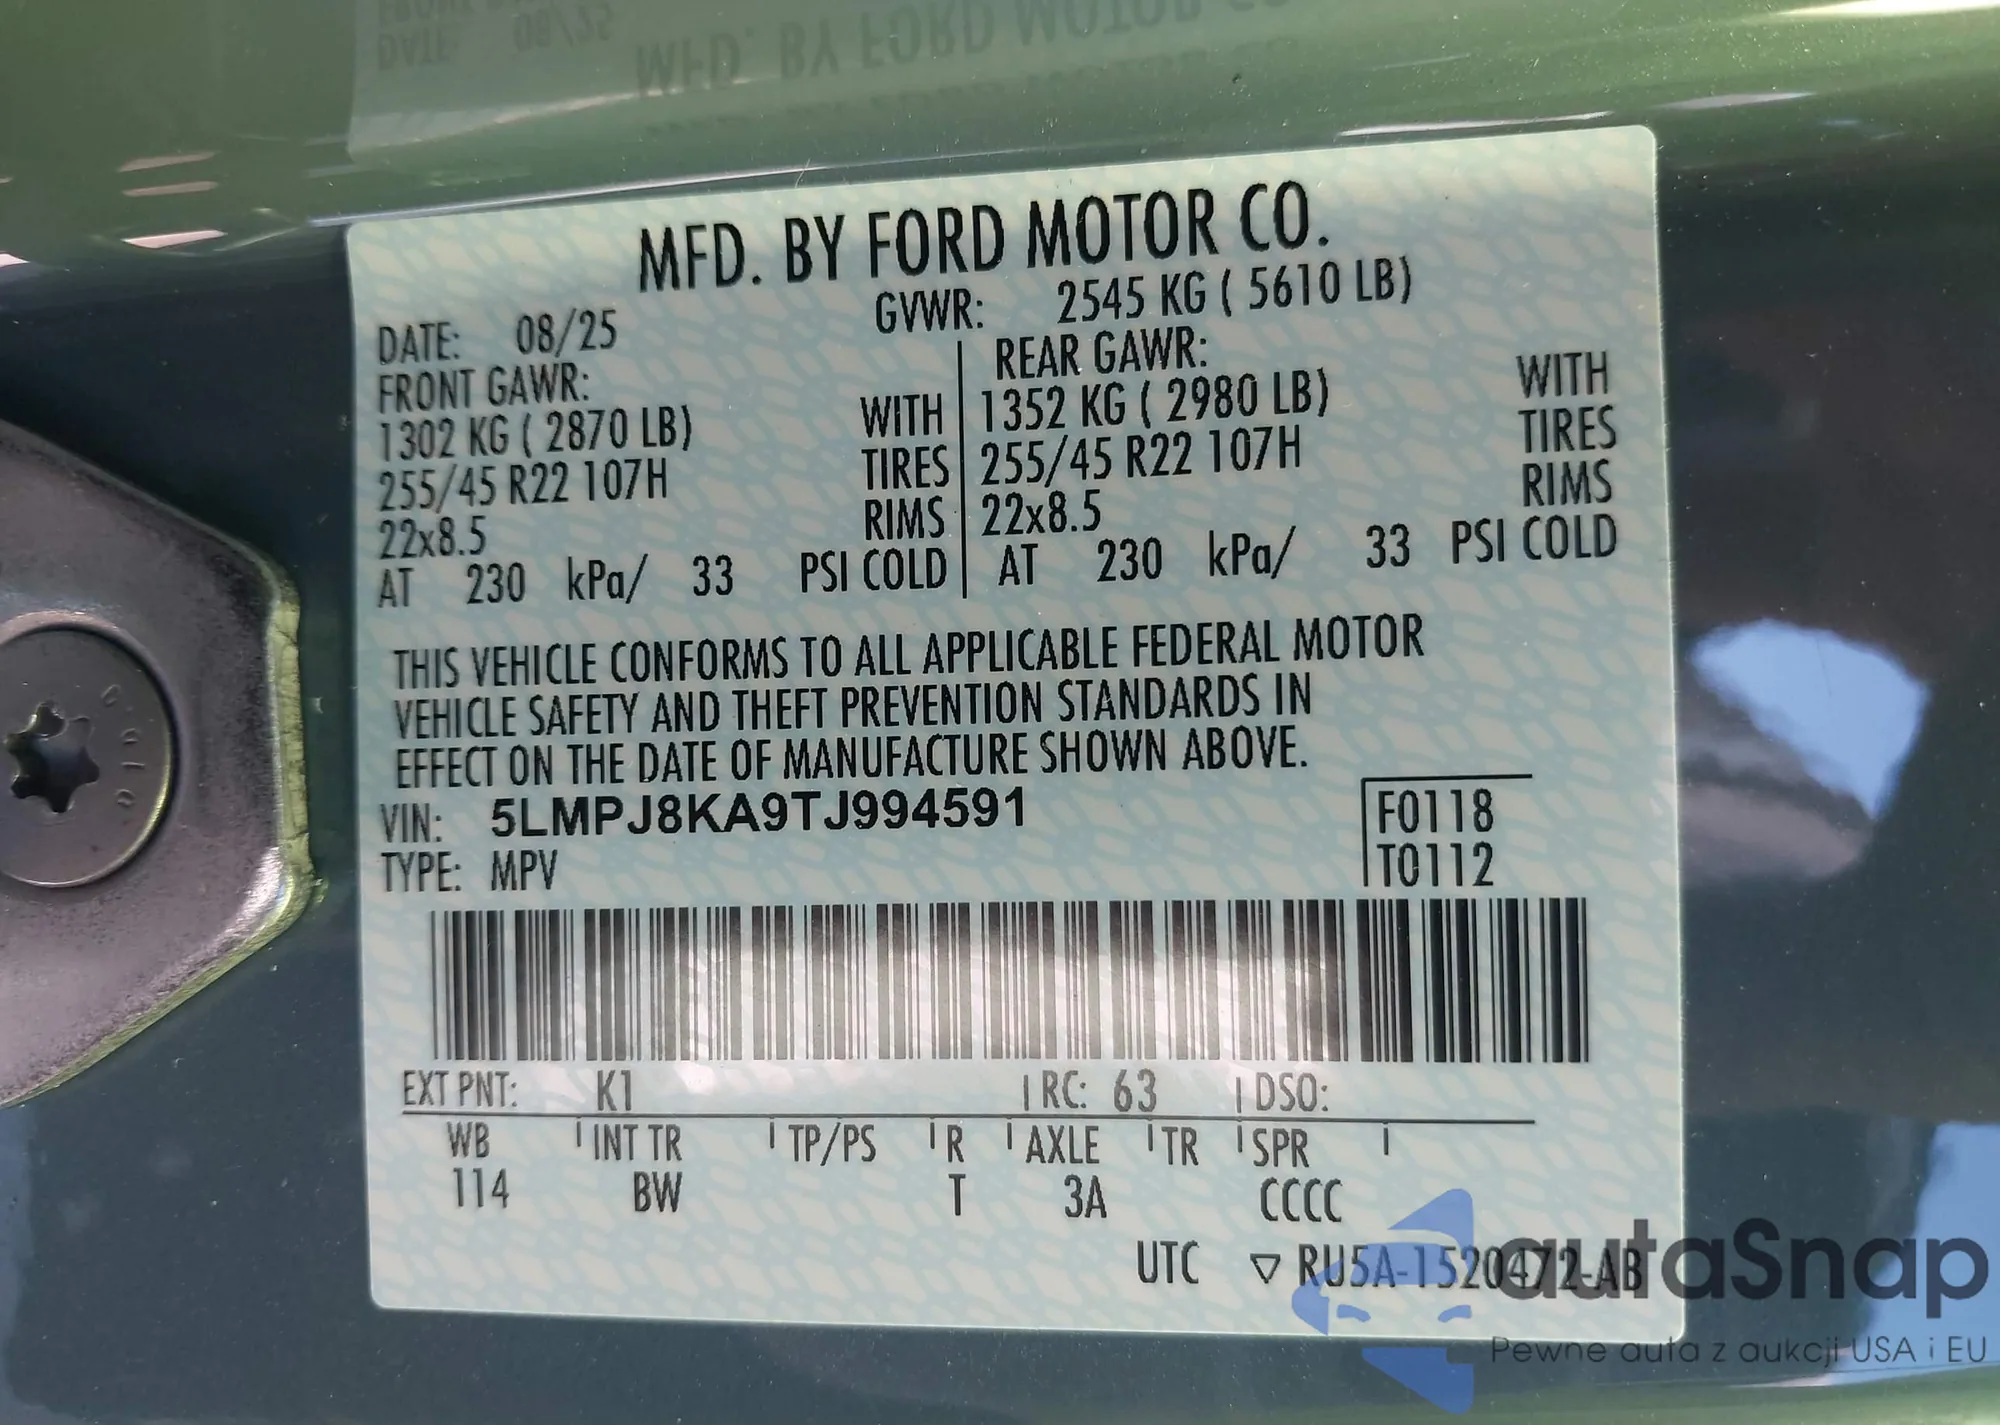 MFD. BY FORD MOTOR CO.
DATE: 08/25 GVWR: 2545 KG ( 5610 LB)
FRONT GAWR: REAR GAWR:
1302 KG ( 2870 LB) WITH 1352 KG ( 2980 LB) WITH
255/45 R22 107H TIRES 255/45 R22 107H TIRES
22x8.5 RIMS 22x8.5 RIMS
AT 230 kPa/ 33 PSI COLD AT 230 kPa/ 33 PSI COLD
THIS VEHICLE CONFORMS TO ALL APPLICABLE FEDERAL MOTOR
VEHICLE SAFETY AND THEFT PREVENTION STANDARDS IN
EFFECT ON THE DATE OF MANUFACTURE SHOWN ABOVE.
VIN: 5LMPJ8KA9TJ994591 F0118
TYPE: MPV T0112
EXT PNT: K1 RC: 63 DSO:
WB INT TR TP/PS R AXLE TR SPR
114 BW T 3A CCCC
UTC ▽ RU5A-1520472-AB
autaSnap
Pewne auta z aukcji USA i EU